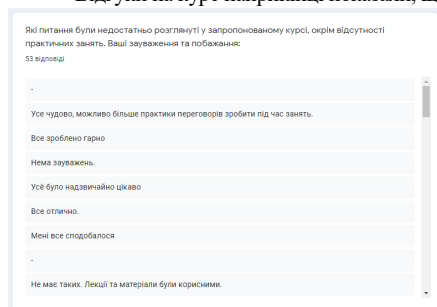 Які питання були недостатньо розглянуті у запропонованому курсі, окрім відсутності
практичних занять. Ваші зауваження та побажання:
53 відповіді
-
Усе чудово, можливо більше практики переговорів зробити під час занять.
Все зроблено гарно
Нема зауважень.
Усё було надзвичайно цікаво
Все отлично.
Мені все сподобалося
-
Не має таких. Лекції та матеріали були корисними.